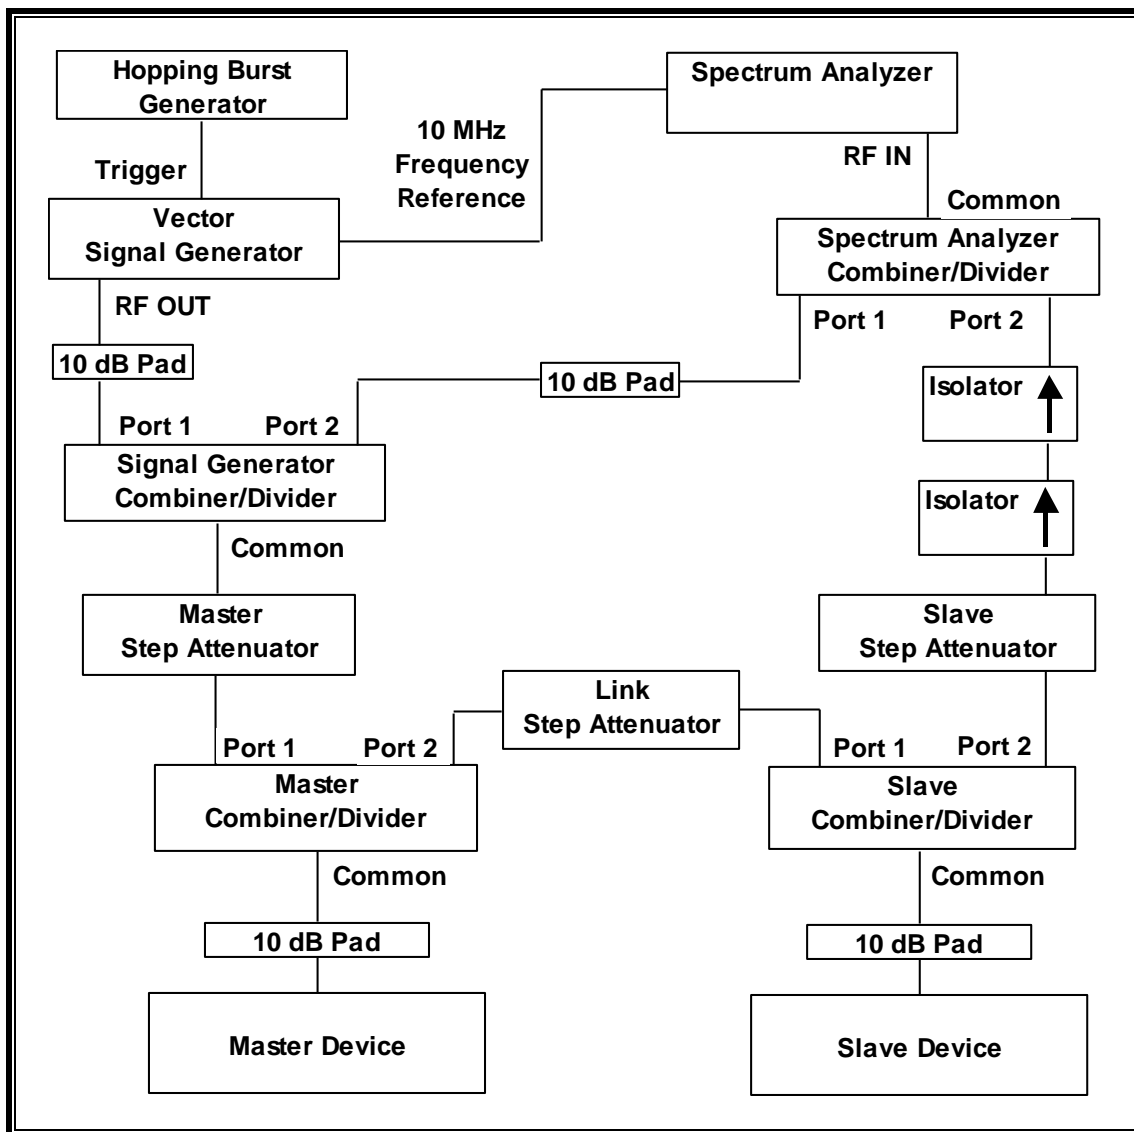 Hopping Burst
Generator
Spectrum Analyzer
10 MHz
Frequency
Reference
RF IN
Trigger
Common
Vector
Signal Generator
Spectrum Analyzer
Combiner/Divider
RF OUT
Port 1
Port 2
10 dB Pad
10 dB Pad
Isolator
Port 1
Port 2
Signal Generator
Combiner/Divider
Isolator
Common
Master
Step Attenuator
Slave
Step Attenuator
Link
Step Attenuator
Port 1
Port 2
Port 1
Port 2
Master
Combiner/Divider
Slave
Combiner/Divider
Common
Common
10 dB Pad
10 dB Pad
Master Device
Slave Device